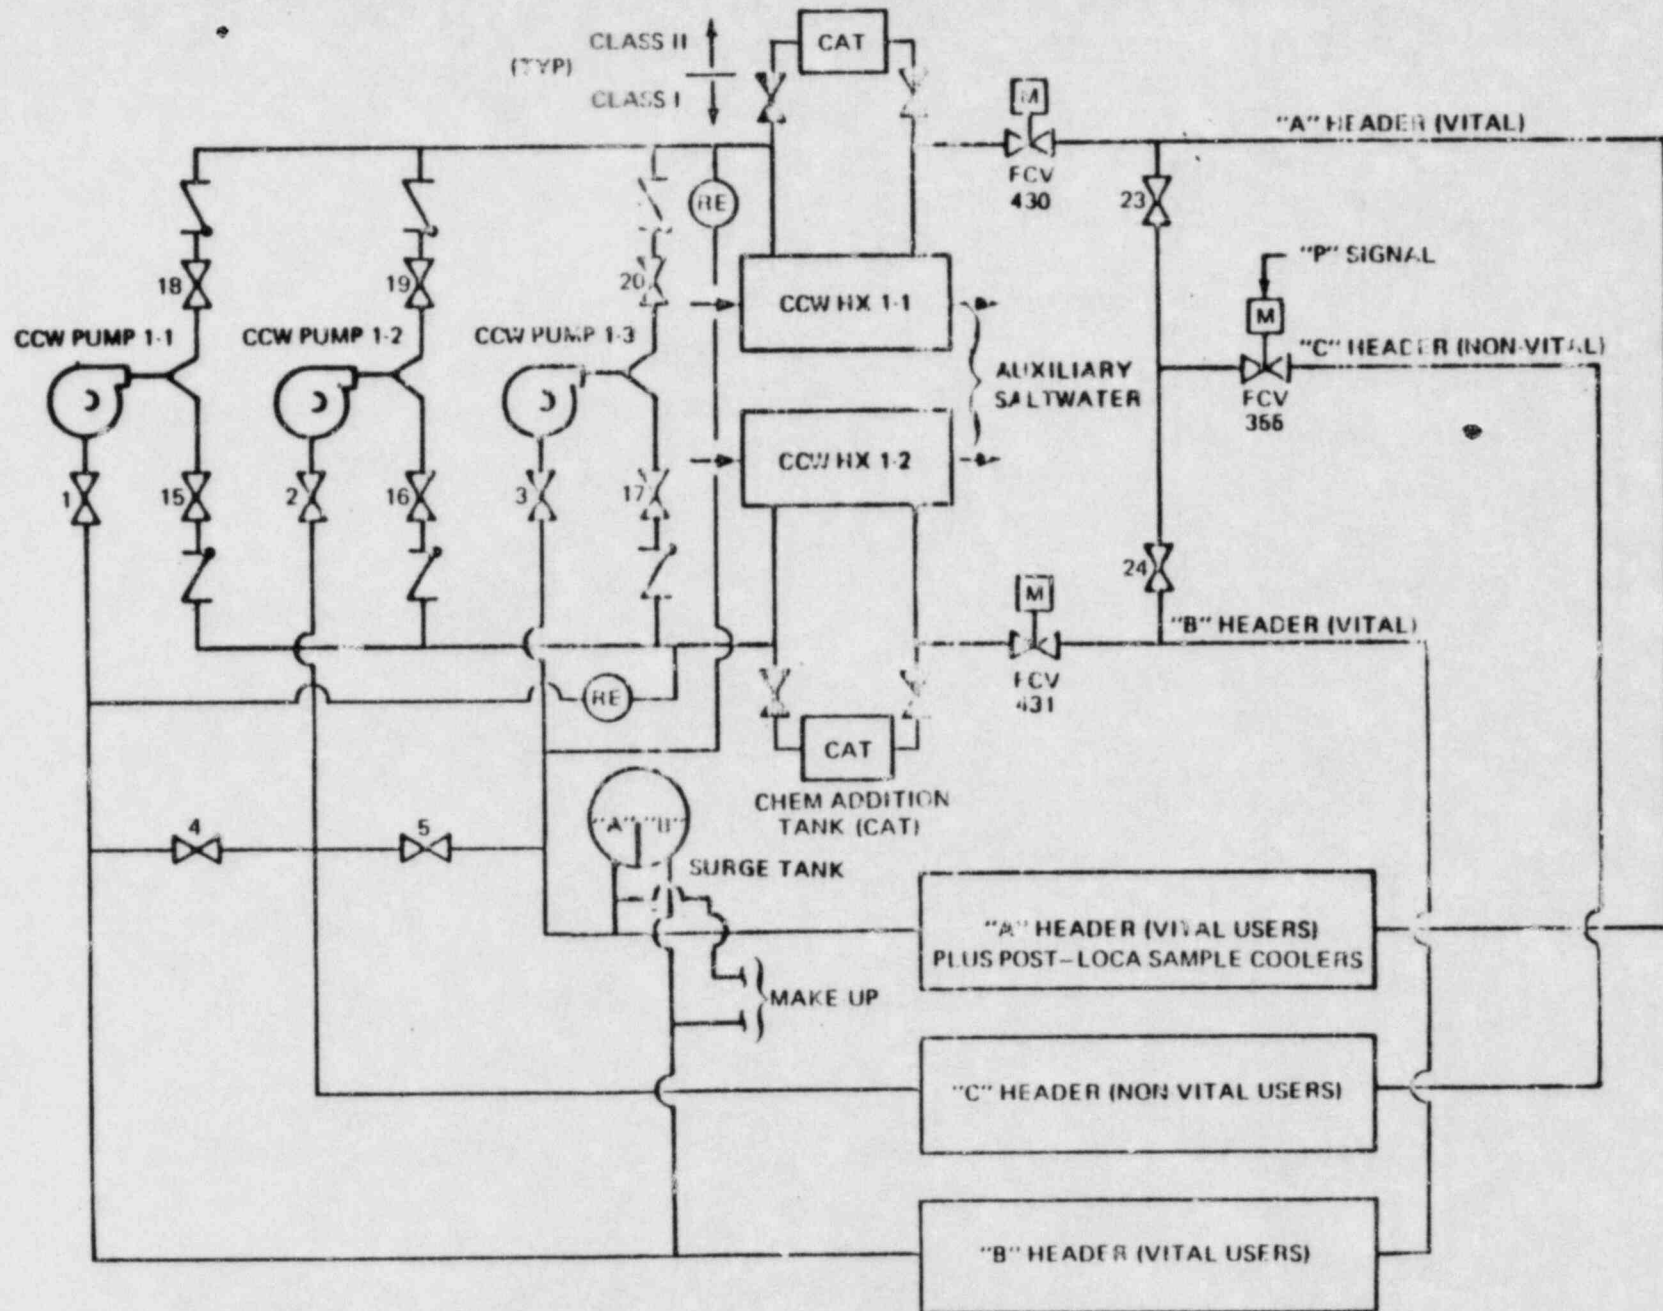 CLASS II
(TYP)
CLASS I
CAT
M
FCV
430
"A" HEADER (VITAL)
RE
23
18
19
20
"P" SIGNAL
M
"C" HEADER (NON-VITAL)
FCV
CCW PUMP 1-1
CCW PUMP 1-2
CCW PUMP 1-3
CCW HX 1-1
AUXILIARY
SALTWATER
CCW HX 1-2
1
15
2
16
3
17
24
M
"B" HEADER (VITAL)
FCV
431
RE
CAT
CHEM ADDITION
TANK (CAT)
4
5
"A" "B"
SURGE TANK
"A" HEADER (VITAL USERS)
PLUS POST-LOCA SAMPLE COOLERS
MAKE UP
"C" HEADER (NON VITAL USERS)
"B" HEADER (VITAL USERS)